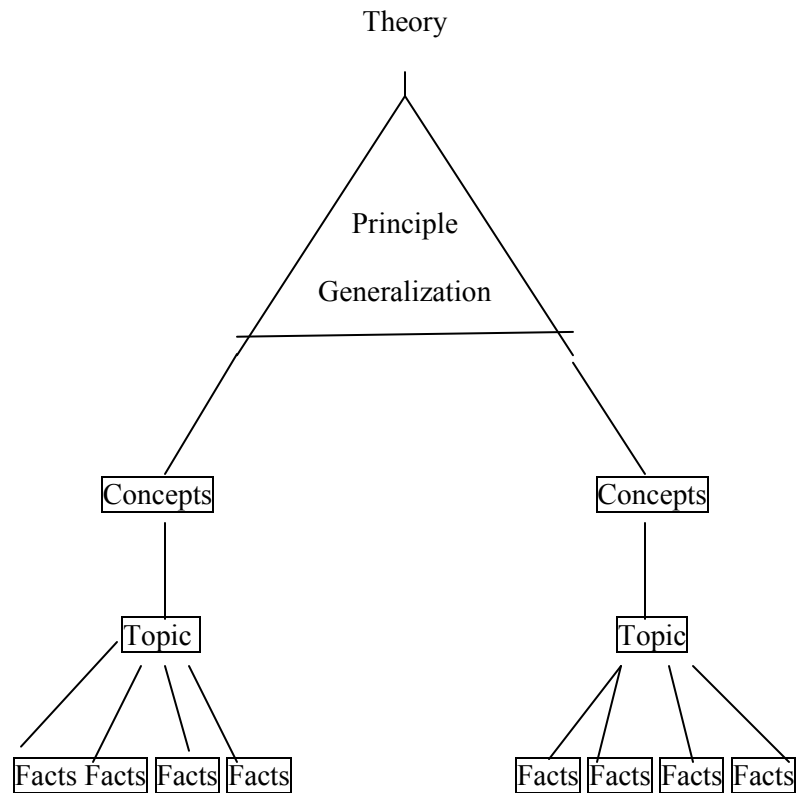 Theory
Principle
Generalization
Concepts Concepts
Topic Topic
Facts Facts Facts Facts Facts Facts Facts Facts